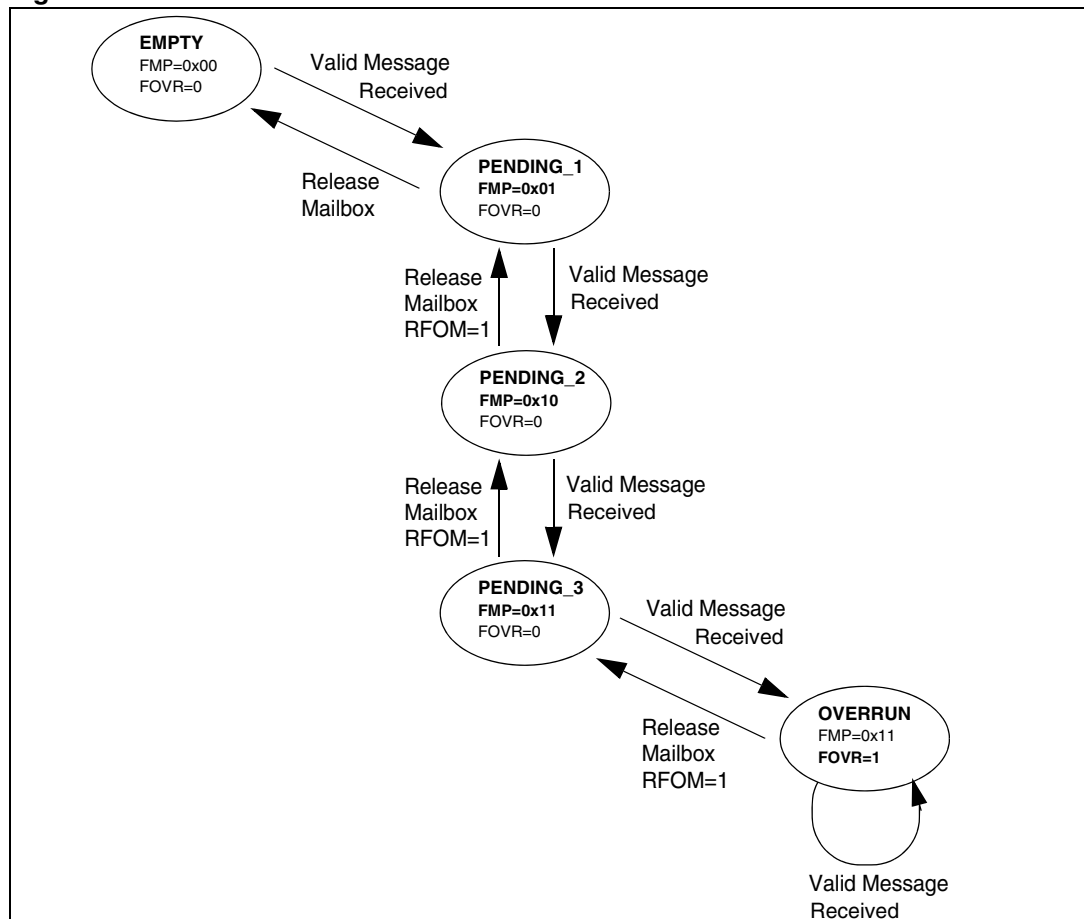 EMPTY
FMP=0x00
FOVR=0
Valid Message
Received
Release
Mailbox
PENDING_1
FMP=0x01
FOVR=0
Release
Mailbox
RFOM=1
Valid Message
Received
PENDING_2
FMP=0x10
FOVR=0
Release
Mailbox
RFOM=1
Valid Message
Received
PENDING_3
FMP=0x11
FOVR=0
Valid Message
Received
Release
Mailbox
RFOM=1
OVERRUN
FMP=0x11
FOVR=1
Valid Message
Received